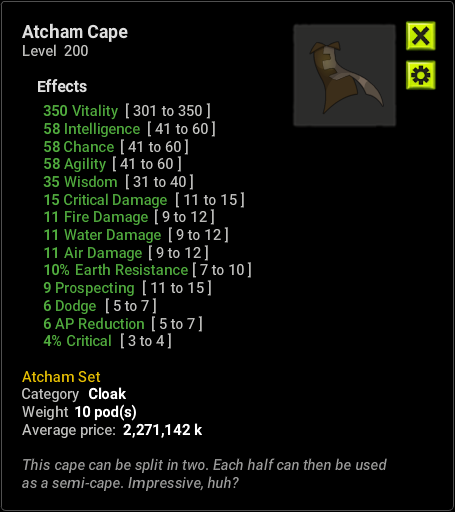 Atcham Cape
Level 200
Effects
350 Vitality [ 301 to 350 ]
58 Intelligence [ 41 to 60 ]
58 Chance [ 41 to 60 ]
58 Agility [ 41 to 60 ]
35 Wisdom [ 31 to 40 ]
15 Critical Damage [ 11 to 15 ]
11 Fire Damage [ 9 to 12 ]
11 Water Damage [ 9 to 12 ]
11 Air Damage [ 9 to 12 ]
10% Earth Resistance [ 7 to 10 ]
9 Prospecting [ 11 to 15 ]
6 Dodge [ 5 to 7 ]
6 AP Reduction [ 5 to 7 ]
4% Critical [ 3 to 4 ]
Atcham Set
Category Cloak
Weight 10 pod(s)
Average price: 2,271,142 k
This cape can be split in two. Each half can then be used
as a semi-cape. Impressive, huh?